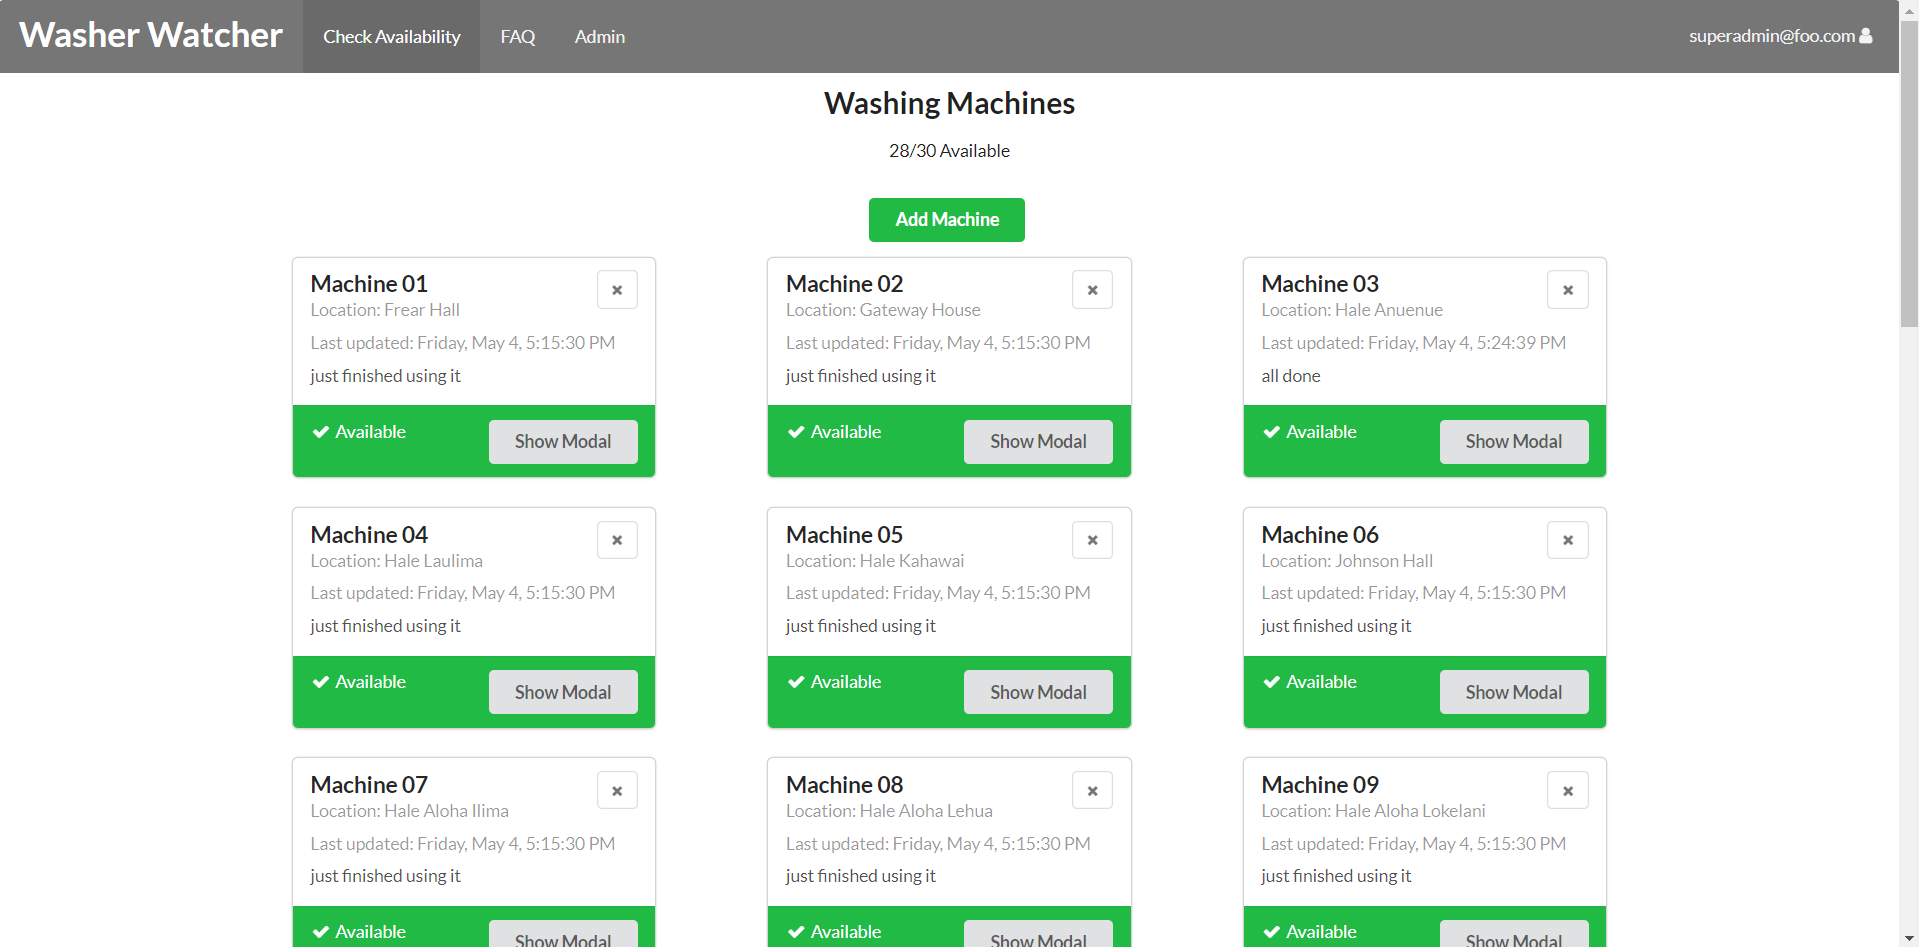 Washer Watcher Check Availability FAQ Admin superadmin@foo.com
Washing Machines
28/30 Available
Add Machine
Machine 01
Location: Frear Hall
Last updated: Friday, May 4, 5:15:30 PM
just finished using it
Available Show Modal
Machine 02
Location: Gateway House
Last updated: Friday, May 4, 5:15:30 PM
just finished using it
Available Show Modal
Machine 03
Location: Hale Anuenue
Last updated: Friday, May 4, 5:24:39 PM
all done
Available Show Modal
Machine 04
Location: Hale Laulima
Last updated: Friday, May 4, 5:15:30 PM
just finished using it
Available Show Modal
Machine 05
Location: Hale Kahawai
Last updated: Friday, May 4, 5:15:30 PM
just finished using it
Available Show Modal
Machine 06
Location: Johnson Hall
Last updated: Friday, May 4, 5:15:30 PM
just finished using it
Available Show Modal
Machine 07
Location: Hale Aloha Ilima
Last updated: Friday, May 4, 5:15:30 PM
just finished using it
Available Show Modal
Machine 08
Location: Hale Aloha Lehua
Last updated: Friday, May 4, 5:15:30 PM
just finished using it
Available Show Modal
Machine 09
Location: Hale Aloha Lokelani
Last updated: Friday, May 4, 5:15:30 PM
just finished using it
Available Show Modal